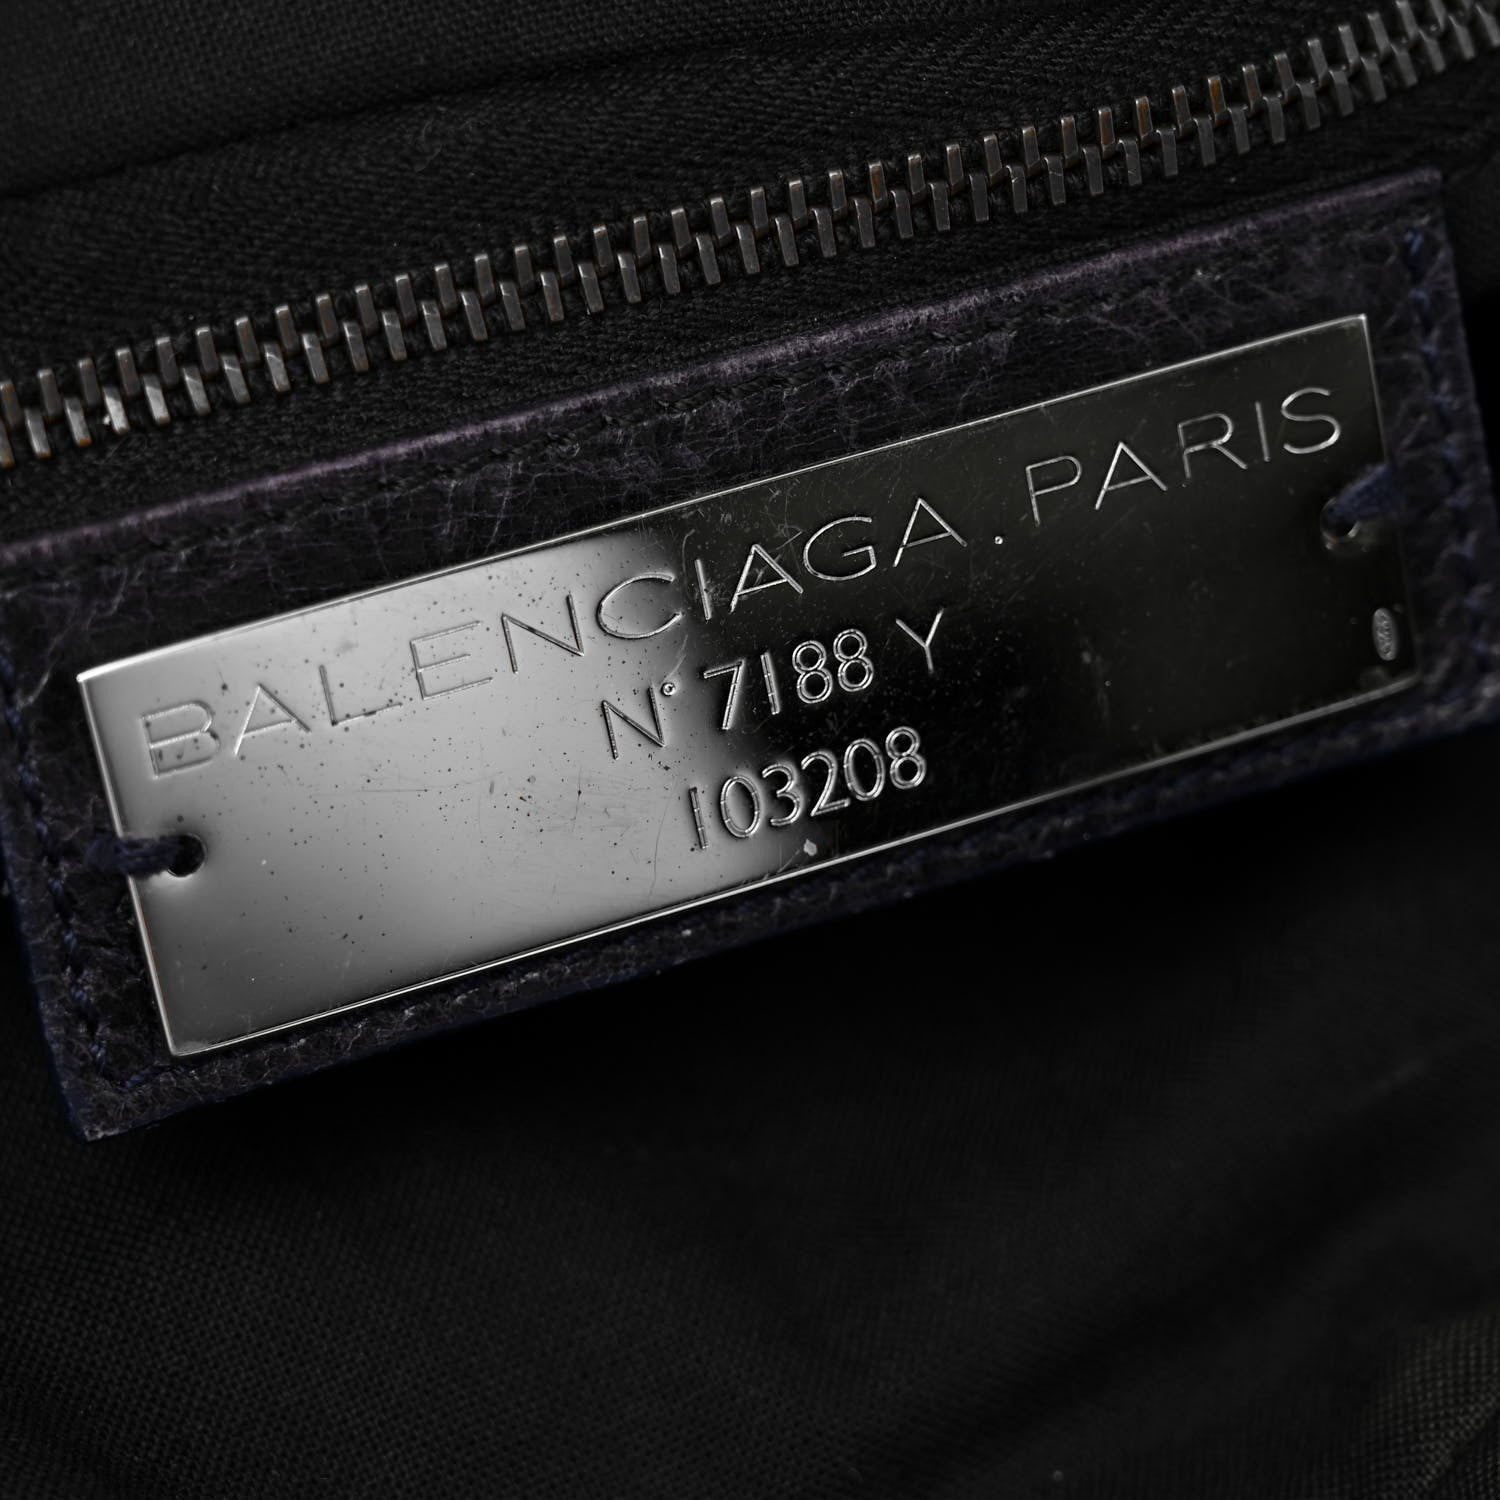 BALENCIAGA.PARIS
N° 7188 Y
103208